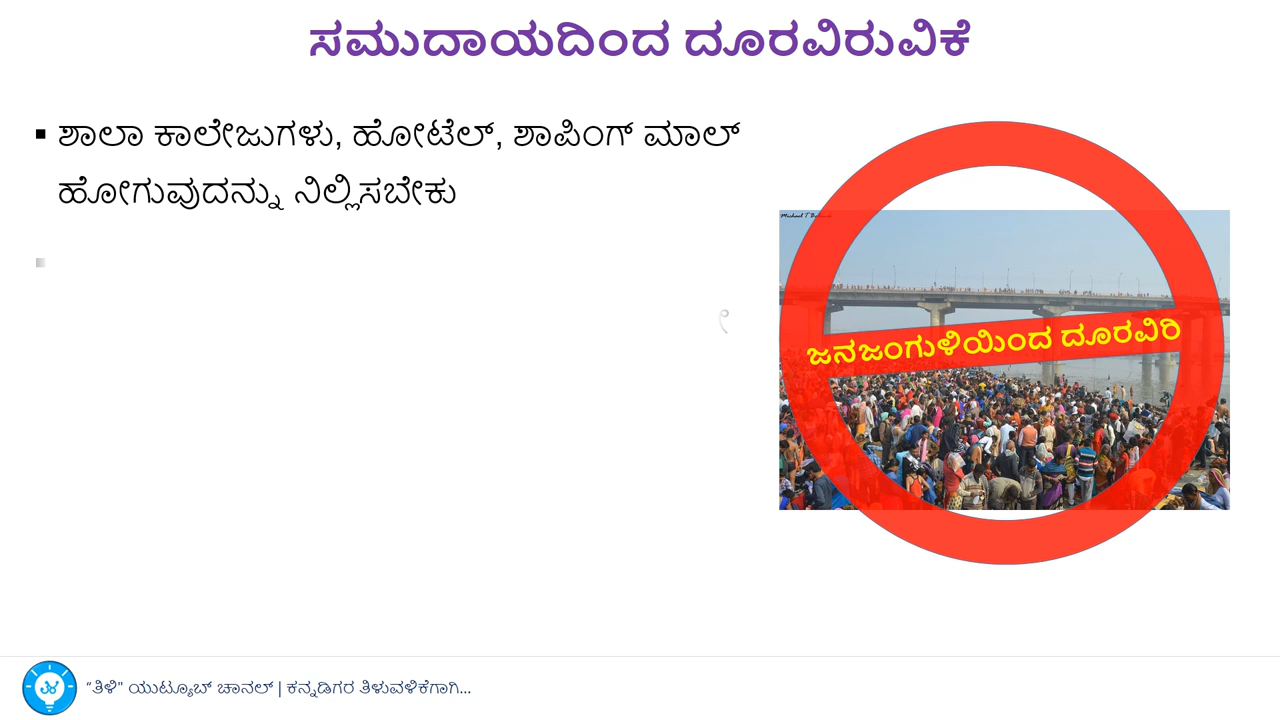 ಸಮುದಾಯದಿಂದ ದೂರವಿರುವಿಕೆ
▪ ಶಾಲಾ ಕಾಲೇಜುಗಳು, ಹೋಟೆಲ್, ಶಾಪಿಂಗ್ ಮಾಲ್
ಹೋಗುವುದನ್ನು ನಿಲ್ಲಿಸಬೇಕು
ಜನಜಂಗುಳಿಯಿಂದ ದೂರವಿರಿ
“ತಿಳಿ" ಯುಟ್ಯೂಬ್ ಚಾನಲ್ | ಕನ್ನಡಿಗರ ತಿಳುವಳಿಕೆಗಾಗಿ...